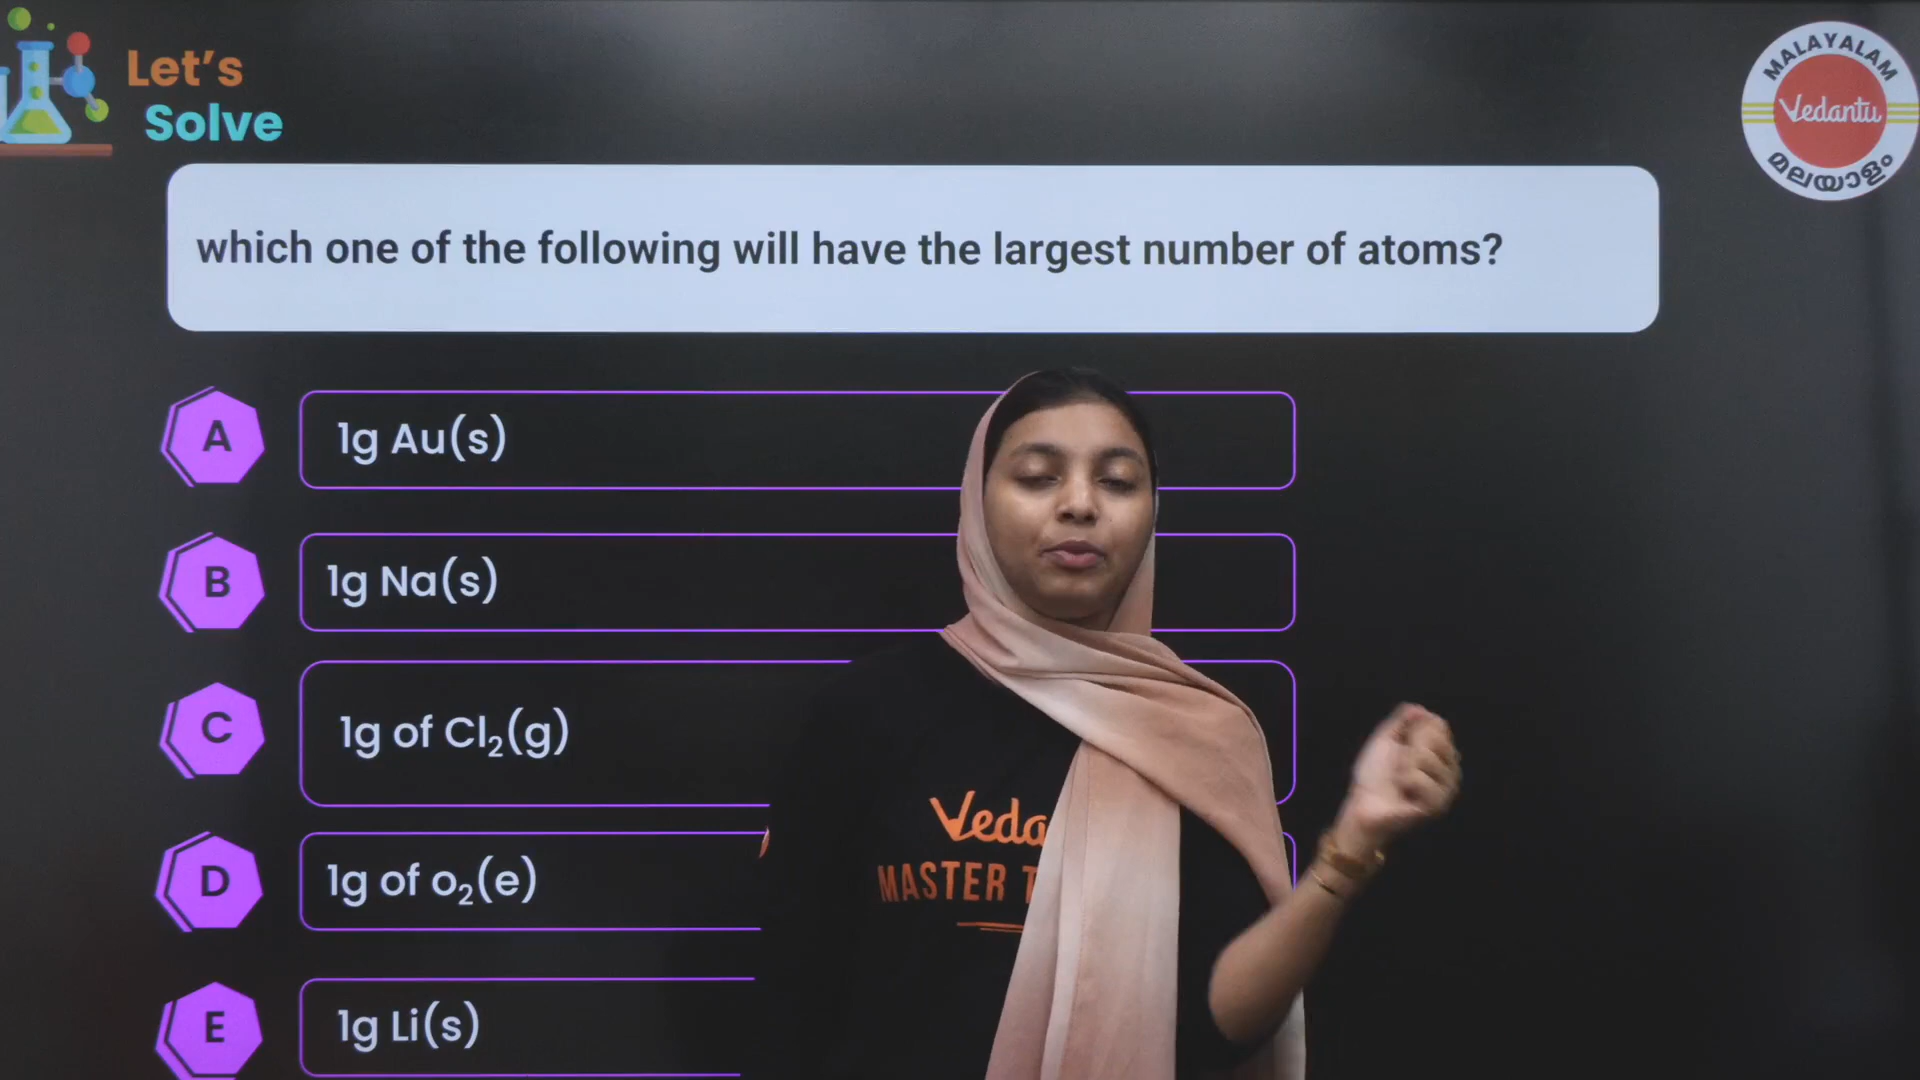 Let's
Solve
MALAYALAM
Vedantu
മലയാളം
which one of the following will have the largest number of atoms?
A
1g Au(s)
B
1g Na(s)
C
1g of Cl₂(g)
D
1g of o₂(e)
E
1g Li(s)
MASTER